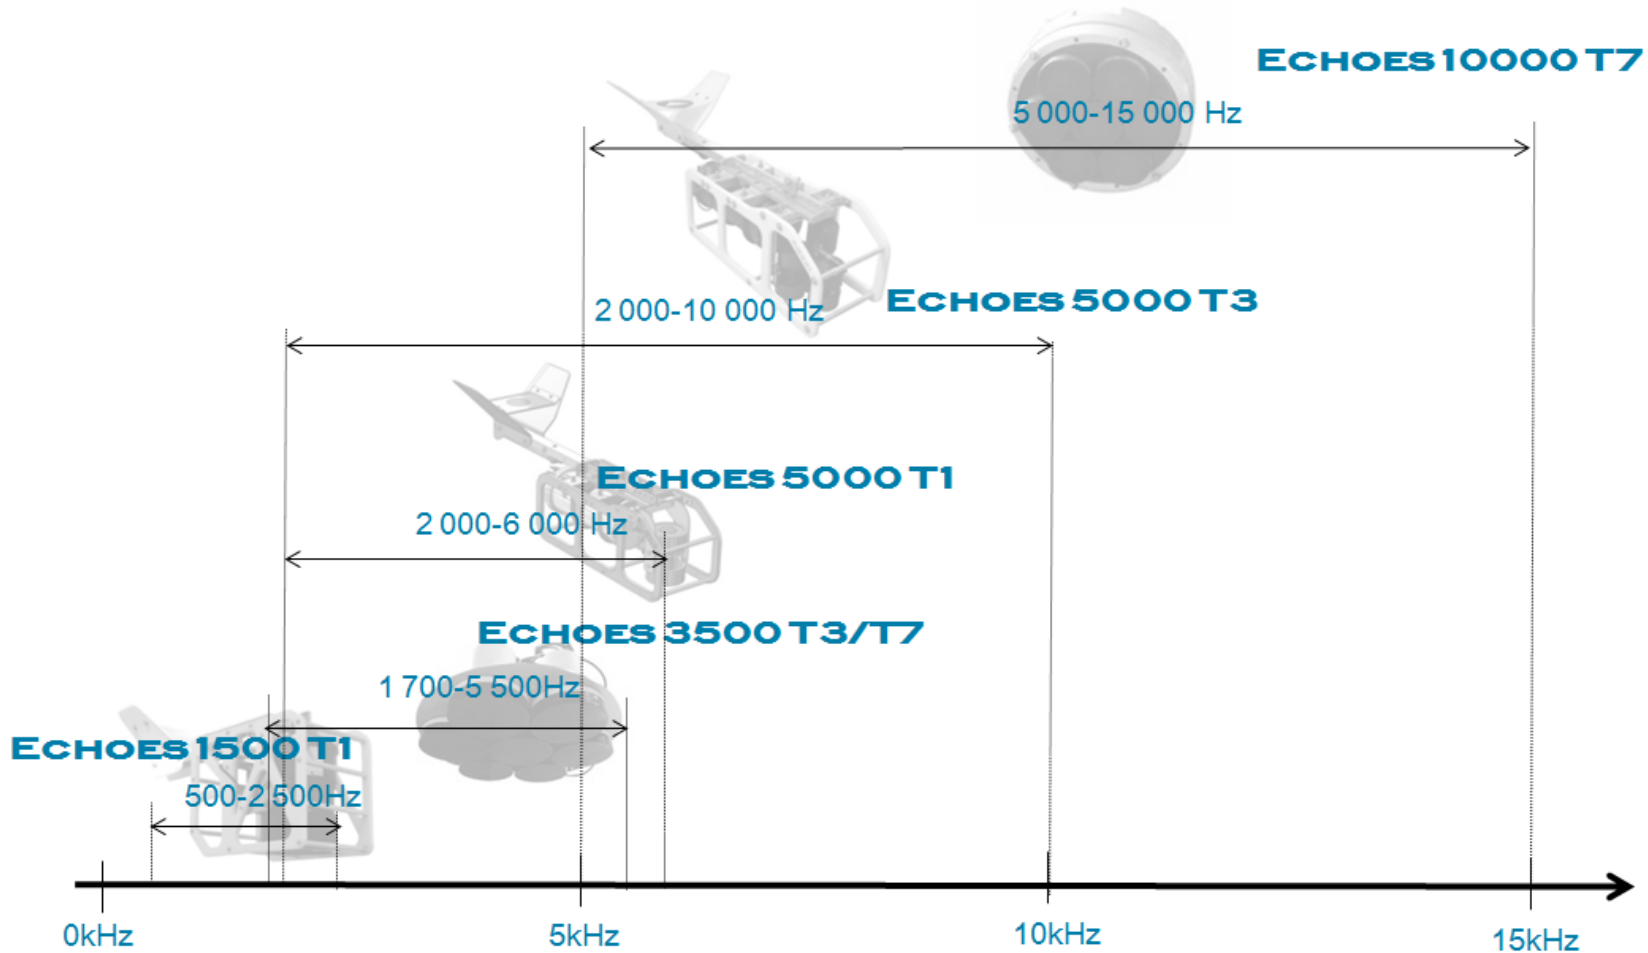 ECHOES 10000 T7
5 000-15 000 Hz
ECHOES 5000 T3
2 000-10 000 Hz
ECHOES 5000 T1
2 000-6 000 Hz
ECHOES 3500 T3/T7
1 700-5 500Hz
ECHOES 1500 T1
500-2 500Hz
0kHz
5kHz
10kHz
15kHz